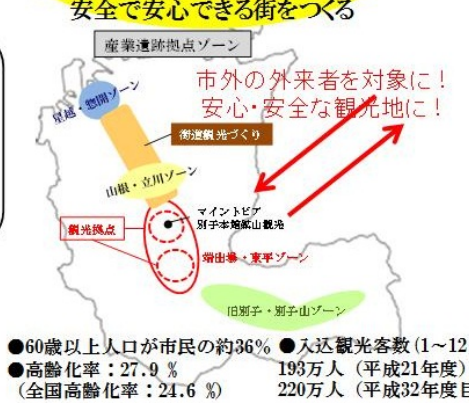 安全で安心できる街をつくる
産業遺跡拠点ゾーン
市外の外来者を対象に！
安心・安全な観光地に！
星越・惣開ゾーン
街道観光づくり
山根・立川ゾーン
マイントピア
別子本館鉱山観光
観光拠点
端出場・東平ゾーン
旧別子・別子山ゾーン
●60歳以上人口が市民の約36%
●高齢化率：27.9 %
(全国高齢化率：24.6 %)
●入込観光客数(1～12
193万人（平成21年度）
220万人（平成32年度目